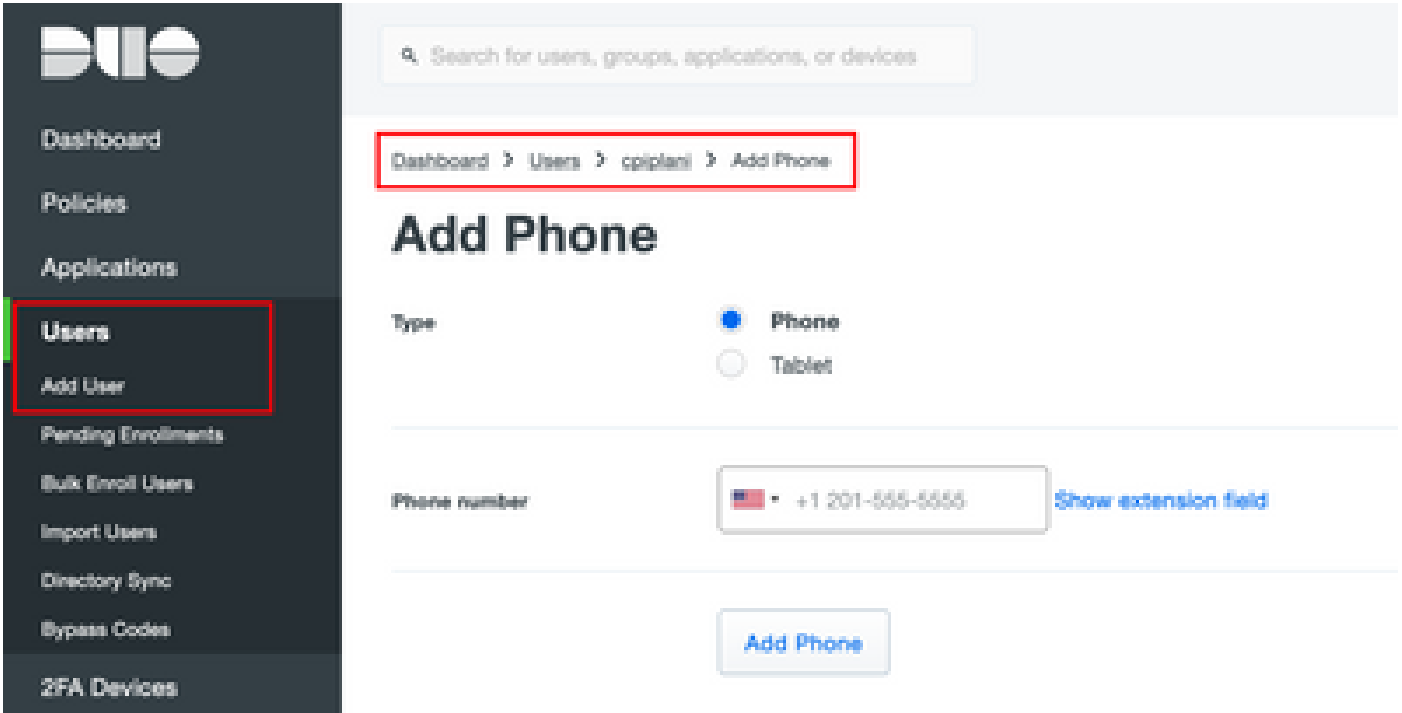 DUO
Search for users, groups, applications, or devices
Dashboard
Policies
Applications
Users
Add User
Pending Enrollments
Bulk Enroll Users
Import Users
Directory Sync
Bypass Codes
2FA Devices
Dashboard > Users > cpiplani > Add Phone
Add Phone
Type
Phone
Tablet
Phone number
+1 201-555-5555
Show extension field
Add Phone